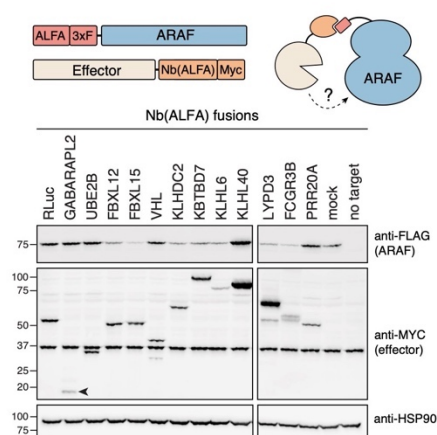 ALFA 3xF ARAF
Effector Nb(ALFA) Myc
?
ARAF
Nb(ALFA) fusions
RLuc
GABARAPL2
UBE2B
FBXL12
FBXL15
VHL
KLHDC2
KBTBD7
KLHL6
KLHL40
LYPD3
FCGR3B
PRR20A
mock
no target
75
anti-FLAG
(ARAF)
100
75
50
37
25
20
anti-MYC
(effector)
100
75
anti-HSP90